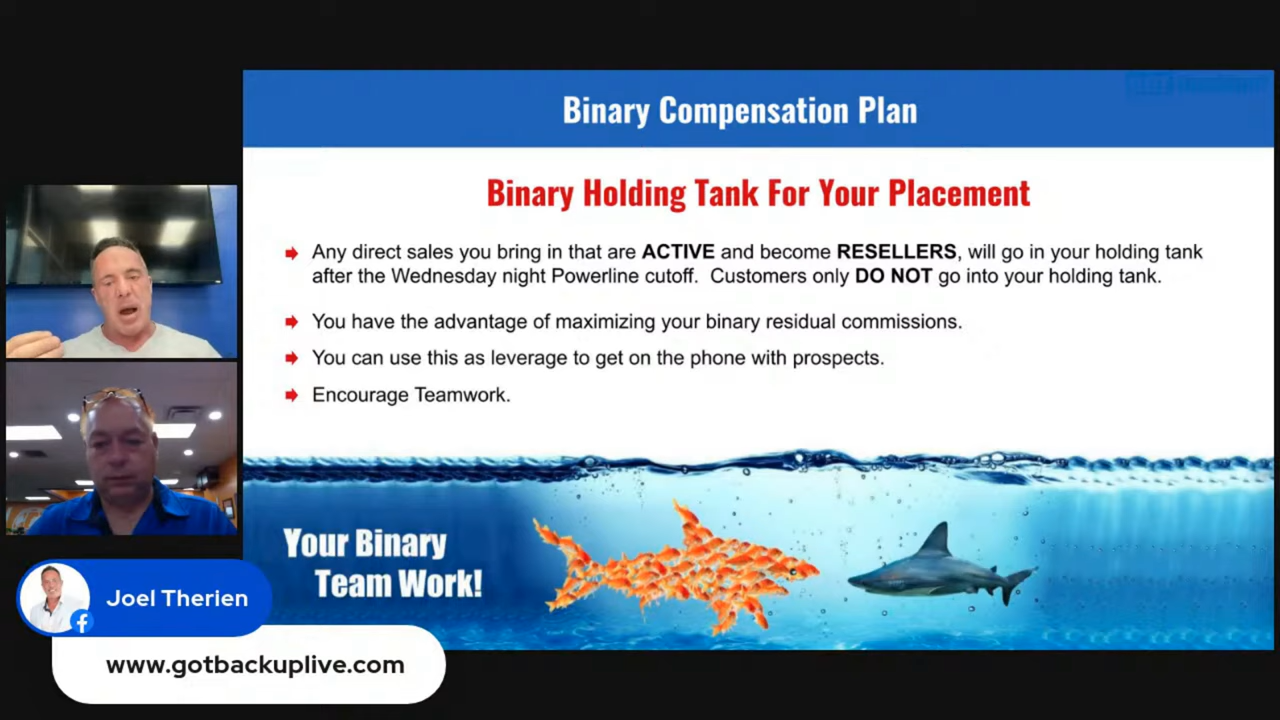 Binary Compensation Plan
Binary Holding Tank For Your Placement
Any direct sales you bring in that are ACTIVE and become RESELLERS, will go in your holding tank
after the Wednesday night Powerline cutoff. Customers only DO NOT go into your holding tank.
You have the advantage of maximizing your binary residual commissions.
You can use this as leverage to get on the phone with prospects.
Encourage Teamwork.
Your Binary
Team Work!
Joel Therien
www.gotbackuplive.com